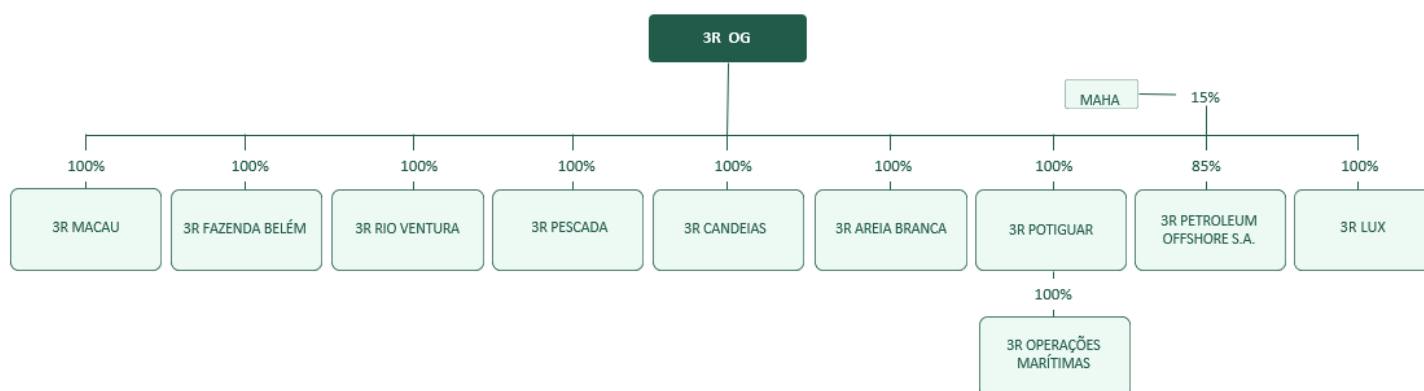 3R OG
MAHA
15%
100%
100%
100%
100%
100%
100%
100%
85%
100%
3R MACAU
3R FAZENDA BELÉM
3R RIO VENTURA
3R PESCADA
3R CANDEIAS
3R AREIA BRANCA
3R POTIGUAR
3R PETROLEUM
OFFSHORE S.A.
3R LUX
100%
3R OPERAÇÕES
MARÍTIMAS